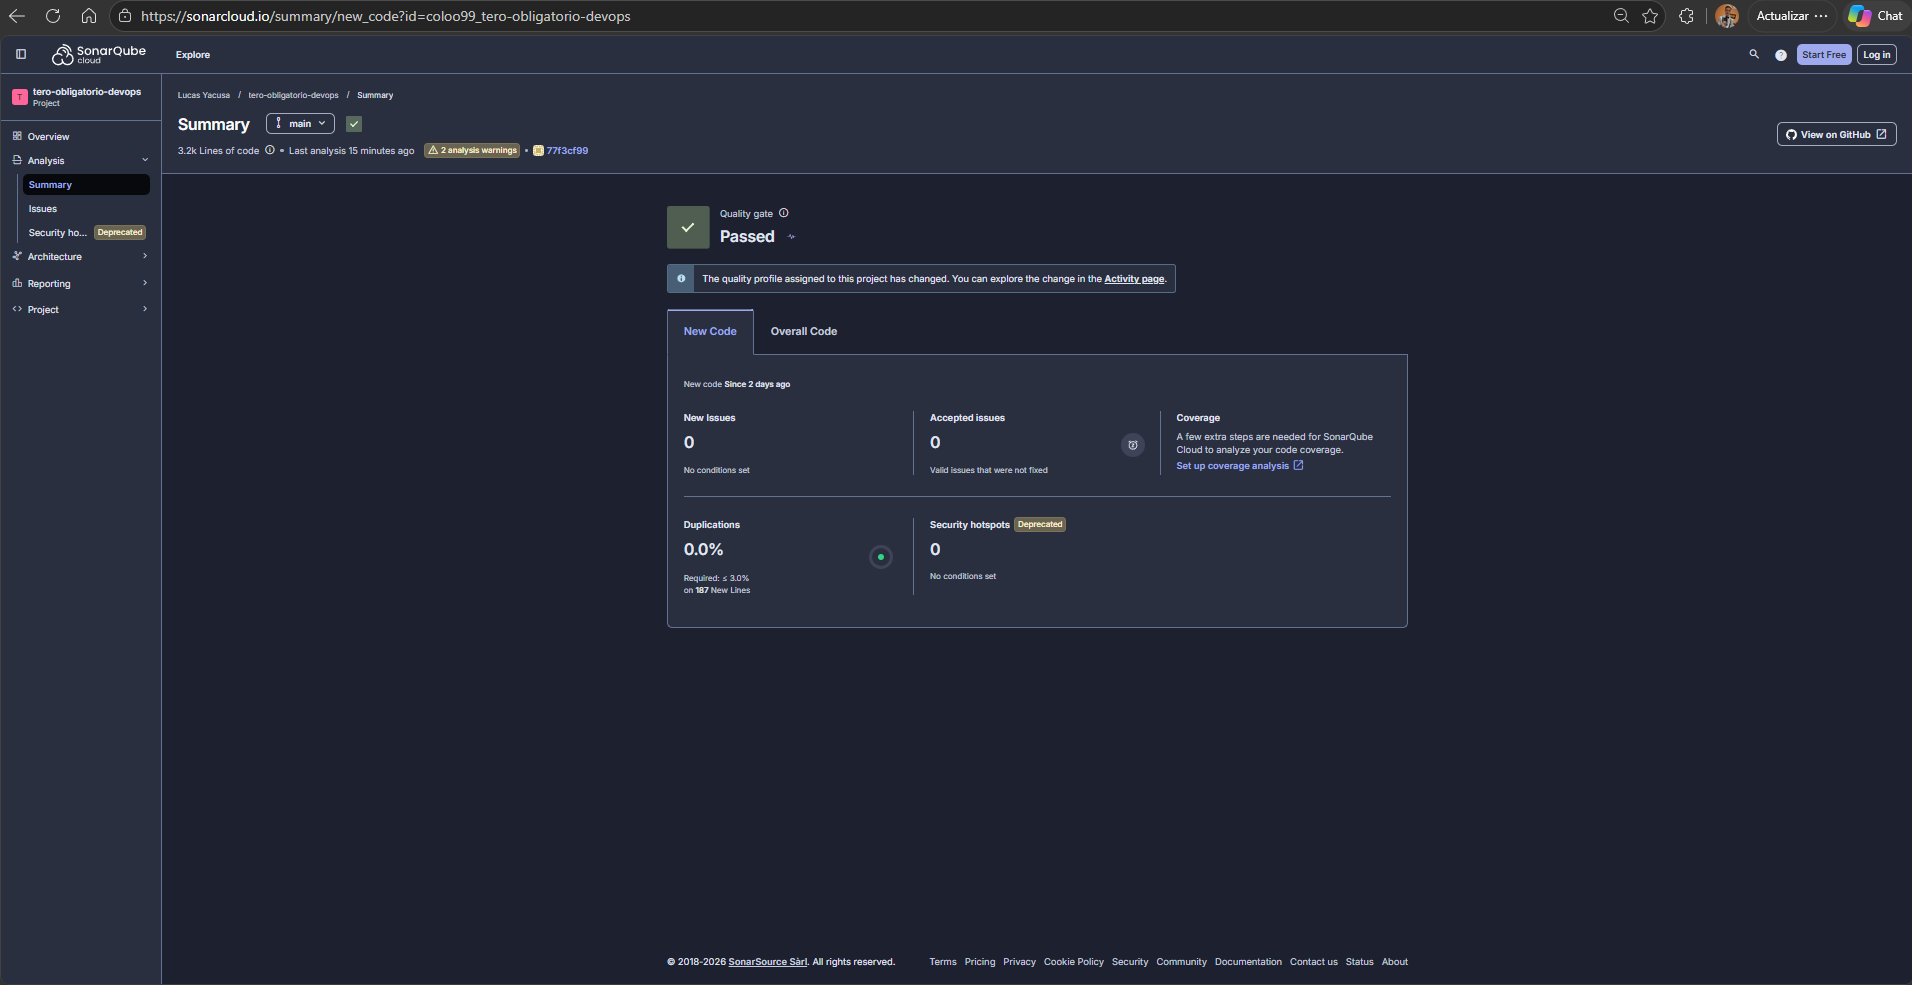 https://sonarcloud.io/summary/new_code?id=coloo99_tero-obligatorio-devops
Actualizar
Chat
SonarQube cloud
Explore
Start Free
Log in
T
tero-obligatorio-devops
Project
Overview
Analysis
Summary
Issues
Security ho... Deprecated
Architecture
Reporting
Project
Lucas Yacusa / tero-obligatorio-devops / Summary
Summary
main
View on GitHub
3.2k Lines of code • Last analysis 15 minutes ago 2 analysis warnings • 77f3cf99
Quality gate
Passed
The quality profile assigned to this project has changed. You can explore the change in the Activity page.
New Code
Overall Code
New code Since 2 days ago
New Issues
0
No conditions set
Accepted issues
0
Valid issues that were not fixed
Coverage
A few extra steps are needed for SonarQube
Cloud to analyze your code coverage.
Set up coverage analysis
Duplications
0.0%
Required: ≤ 3.0%
on 187 New Lines
Security hotspots Deprecated
0
No conditions set
© 2018-2026 SonarSource Sàrl. All rights reserved.
Terms Pricing Privacy Cookie Policy Security Community Documentation Contact us Status About